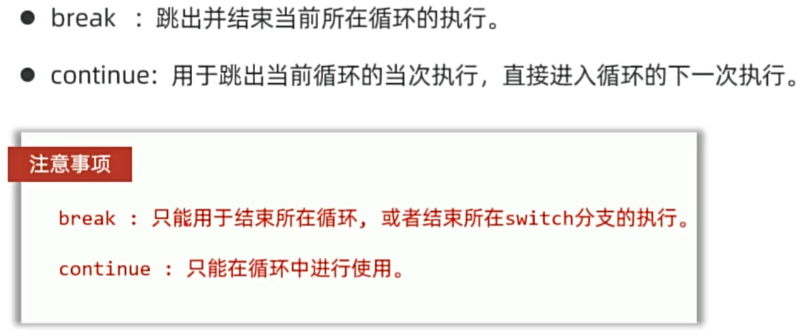 ● break ：跳出并结束当前所在循环的执行。
● continue：用于跳出当前循环的当次执行，直接进入循环的下一次执行。
注意事项
break : 只能用于结束所在循环, 或者结束所在switch分支的执行。
continue : 只能在循环中进行使用。